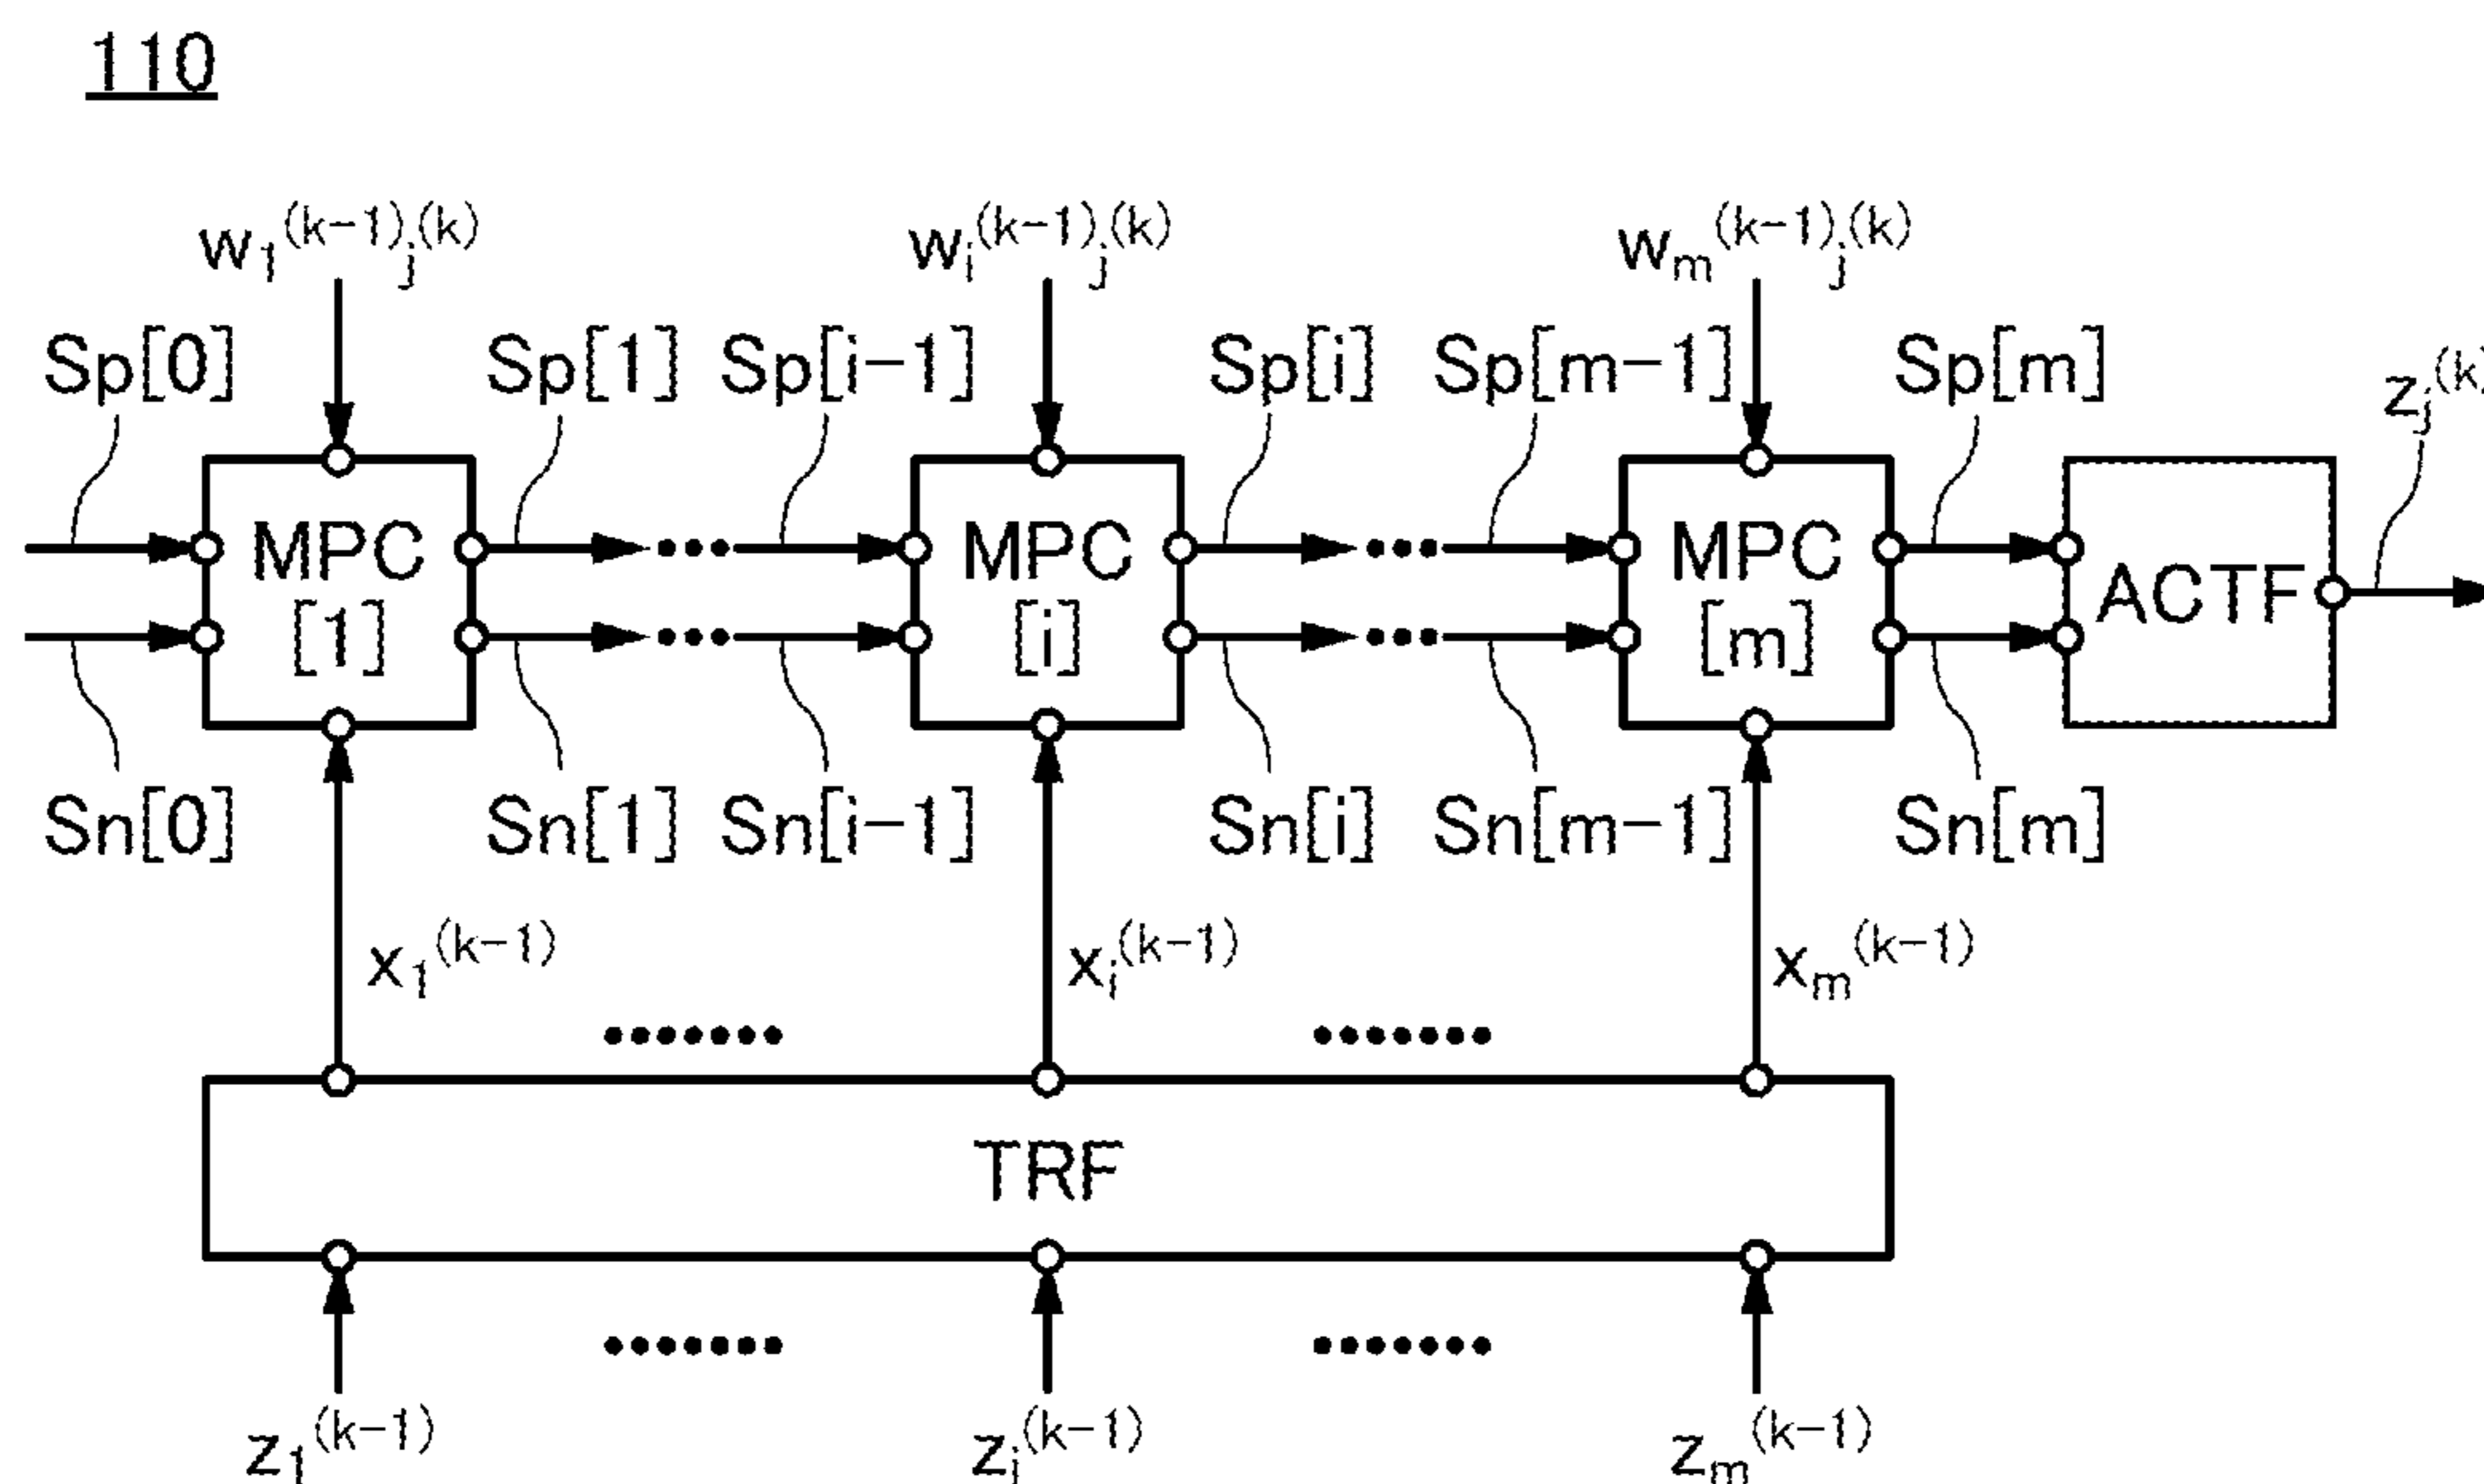 110
w₁⁽ᵏ⁻¹⁾ⱼ⁽ᵏ⁾ wᵢ⁽ᵏ⁻¹⁾ⱼ⁽ᵏ⁾ wₘ⁽ᵏ⁻¹⁾ⱼ⁽ᵏ⁾
Sp[0] Sp[1] Sp[i-1] Sp[i] Sp[m-1] Sp[m] zⱼ⁽ᵏ⁾
MPC MPC MPC ACTF
[1] [i] [m]
Sn[0] Sn[1] Sn[i-1] Sn[i] Sn[m-1] Sn[m]
x₁⁽ᵏ⁻¹⁾ xᵢ⁽ᵏ⁻¹⁾ xₘ⁽ᵏ⁻¹⁾
TRF
z₁⁽ᵏ⁻¹⁾ zᵢ⁽ᵏ⁻¹⁾ zₘ⁽ᵏ⁻¹⁾